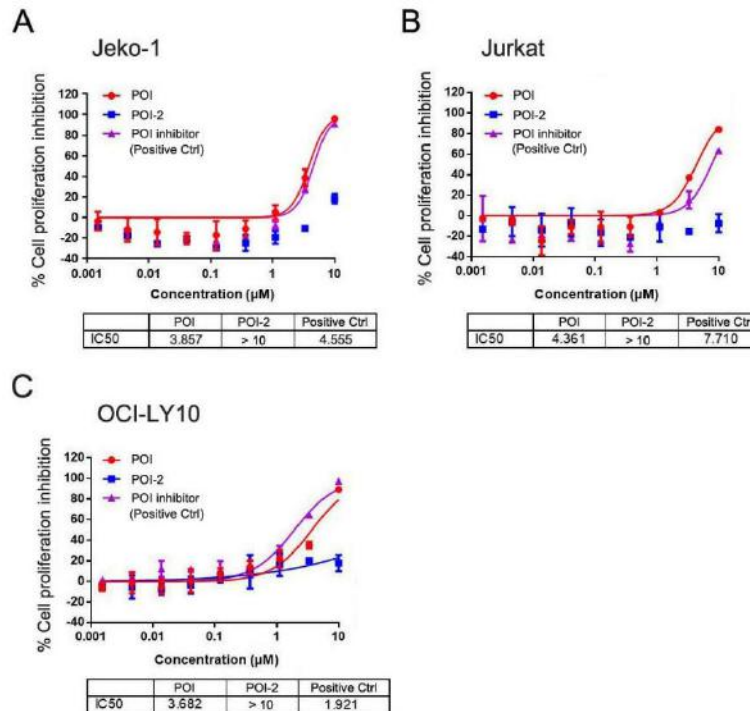 A
Jeko-1
POI
POI-2
POI inhibitor
(Positive Ctrl)
% Cell proliferation inhibition
120
100
80
60
40
20
0
-20
-40
0.001 0.01 0.1 1 10
Concentration (μM)
POI POI-2 Positive Ctrl
IC50 3.857 > 10 4.555
B
Jurkat
POI
POI-2
POI inhibitor
(Positive Ctrl)
% Cell proliferation inhibition
120
100
80
60
40
20
0
-20
-40
0.001 0.01 0.1 1 10
Concentration (μM)
POI POI-2 Positive Ctrl
IC50 4.361 > 10 7.710
C
OCI-LY10
POI
POI-2
POI inhibitor
(Positive Ctrl)
% Cell proliferation inhibition
120
100
80
60
40
20
0
-20
-40
0.001 0.01 0.1 1 10
Concentration (μM)
POI POI-2 Positive Ctrl
IC50 3.682 > 10 1.921